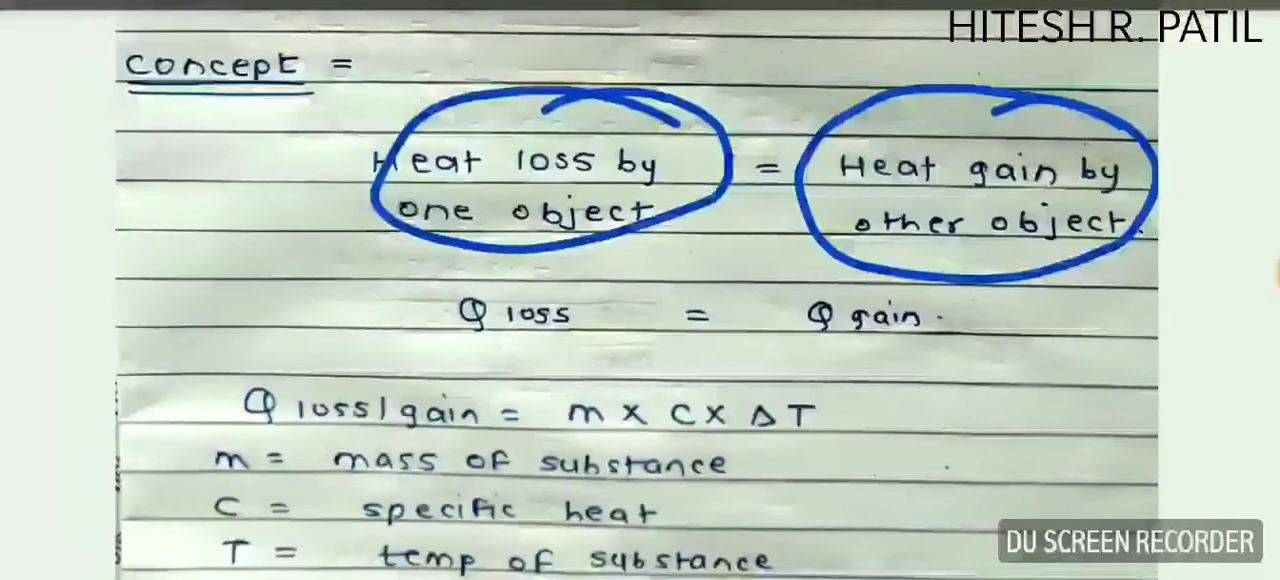 HITESH R. PATIL
concept =
Heat loss by = Heat gain by
one object other object.
Q loss = Q gain.
Q loss/gain = m x c x Δ T
m = mass of substance
C = specific heat
T = temp of substance
DU SCREEN RECORDER